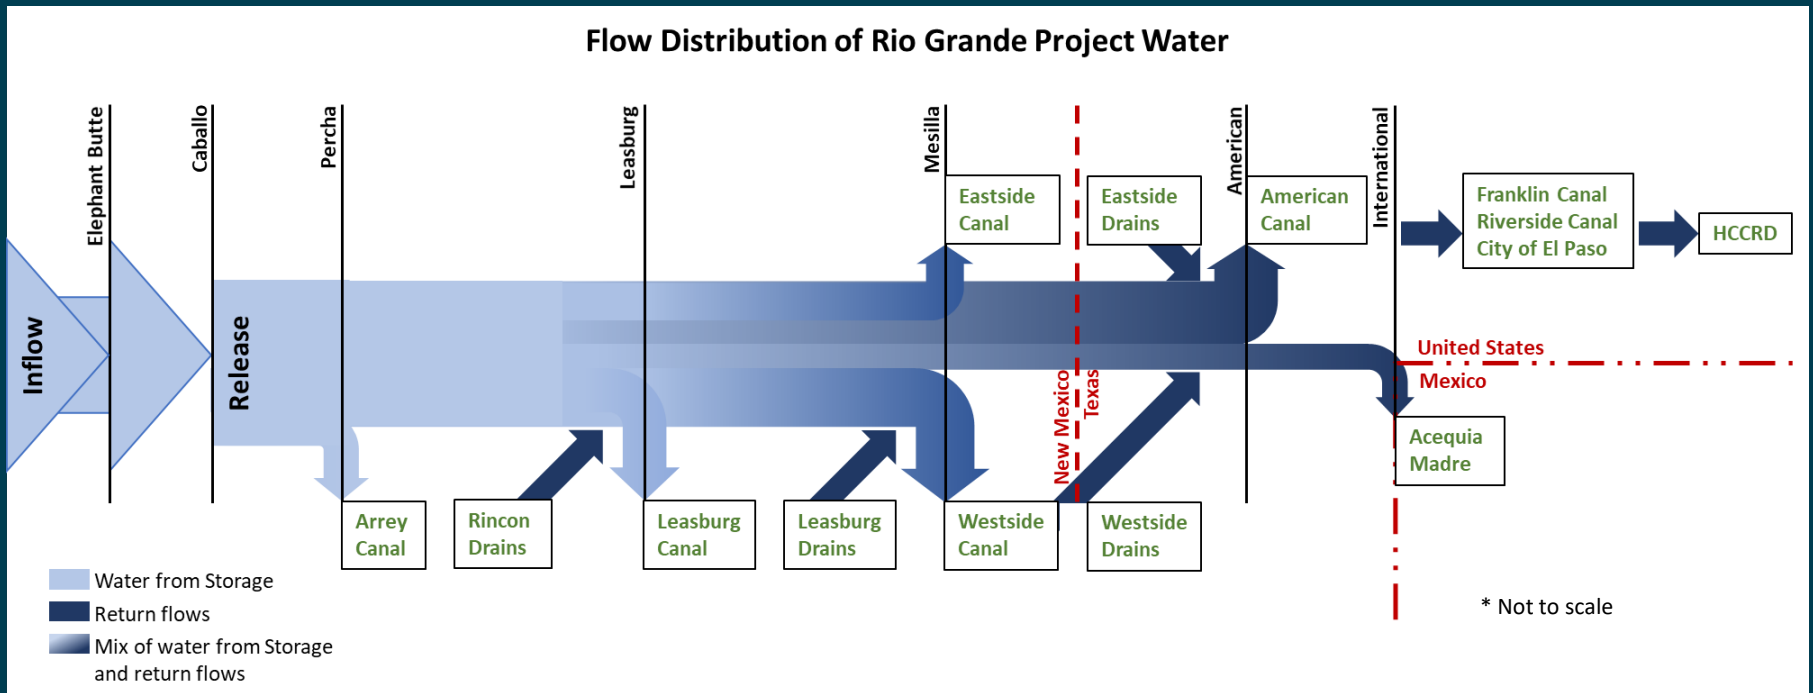 Flow Distribution of Rio Grande Project Water
Elephant Butte
Caballo
Percha
Leasburg
Mesilla
American
International
Eastside
Canal
Eastside
Drains
American
Canal
Franklin Canal
Riverside Canal
City of El Paso
HCCRD
Inflow
Release
United States
Mexico
New Mexico
Texas
Acequia
Madre
Arrey
Canal
Rincon
Drains
Leasburg
Canal
Leasburg
Drains
Westside
Canal
Westside
Drains
Water from Storage
Return flows
Mix of water from Storage
and return flows
* Not to scale